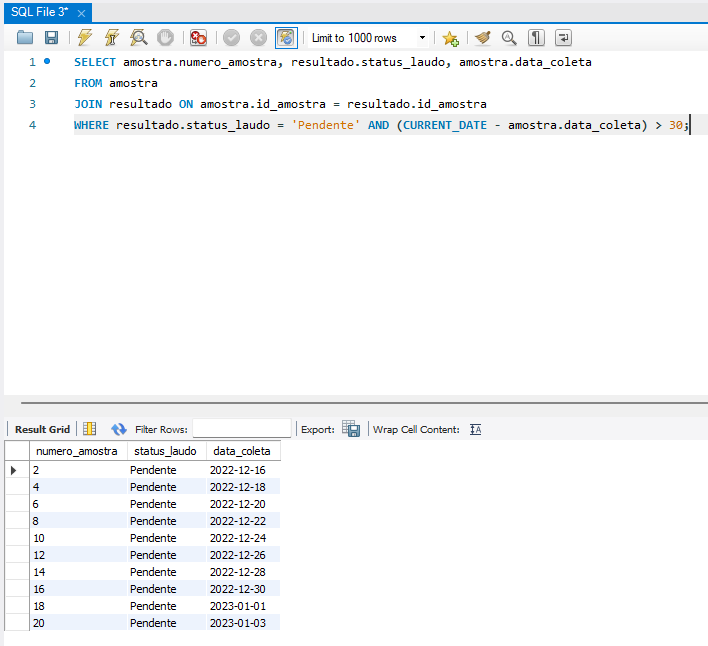 SQL File 3*
Limit to 1000 rows
1 SELECT amostra.numero_amostra, resultado.status_laudo, amostra.data_coleta
2 FROM amostra
3 JOIN resultado ON amostra.id_amostra = resultado.id_amostra
4 WHERE resultado.status_laudo = 'Pendente' AND (CURRENT_DATE - amostra.data_coleta) > 30;
Result Grid Filter Rows: Export: Wrap Cell Content:
numero_amostra status_laudo data_coleta
2 Pendente 2022-12-16
4 Pendente 2022-12-18
6 Pendente 2022-12-20
8 Pendente 2022-12-22
10 Pendente 2022-12-24
12 Pendente 2022-12-26
14 Pendente 2022-12-28
16 Pendente 2022-12-30
18 Pendente 2023-01-01
20 Pendente 2023-01-03